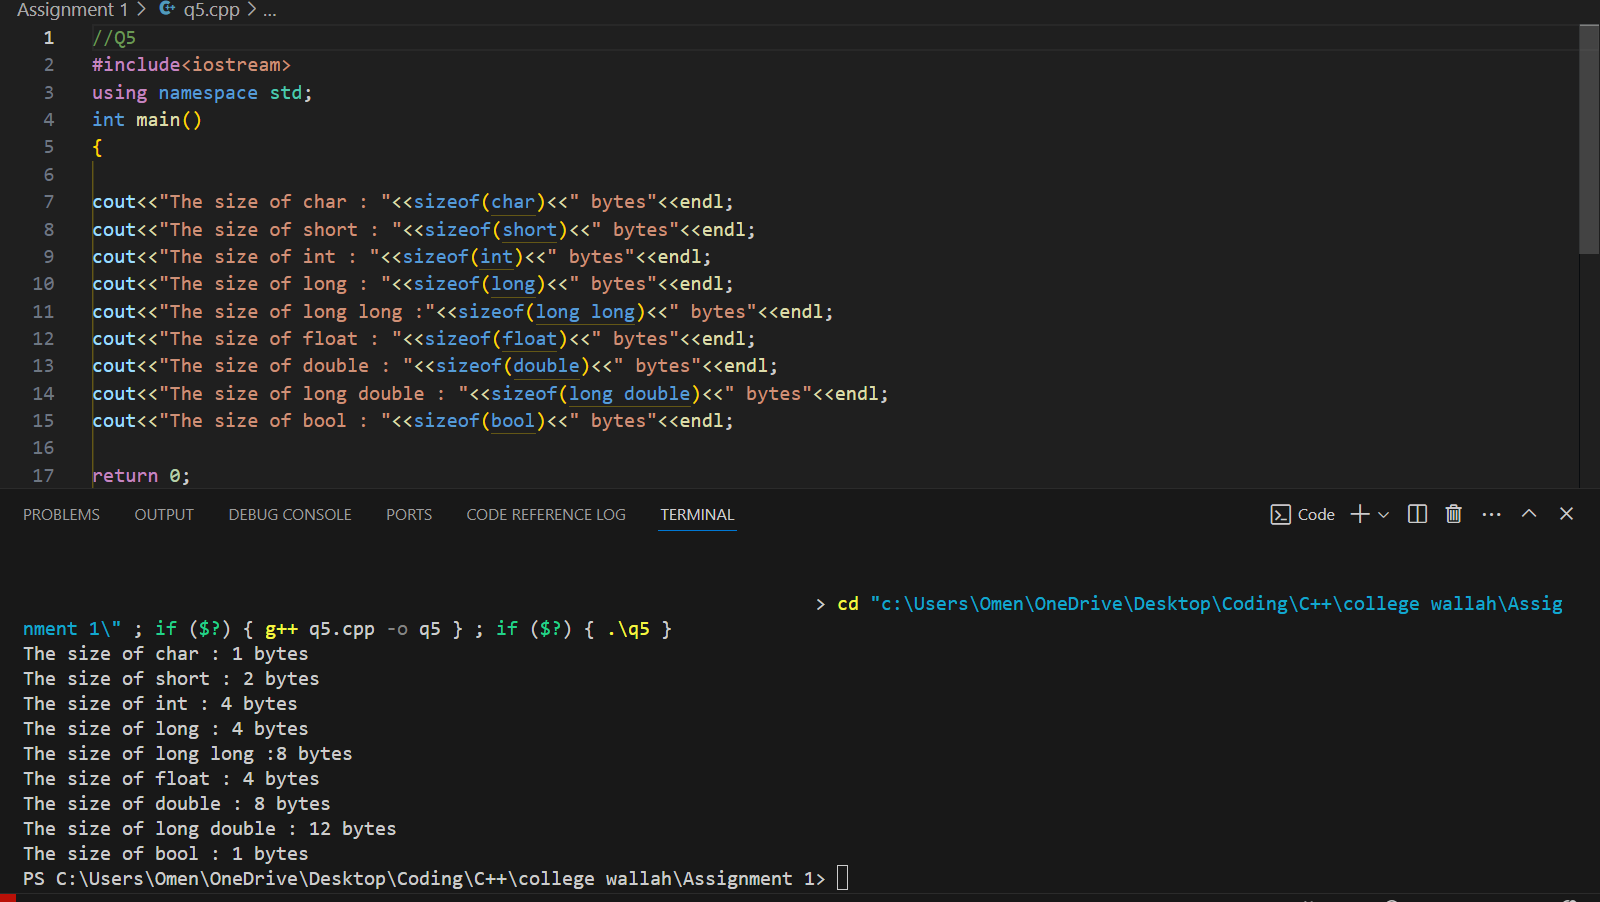 Assignment 1 > q5.cpp > ...
1 //Q5
2 #include<iostream>
3 using namespace std;
4 int main()
5 {
6
7 cout<<"The size of char : "<<sizeof(char)<<" bytes"<<endl;
8 cout<<"The size of short : "<<sizeof(short)<<" bytes"<<endl;
9 cout<<"The size of int : "<<sizeof(int)<<" bytes"<<endl;
10 cout<<"The size of long : "<<sizeof(long)<<" bytes"<<endl;
11 cout<<"The size of long long :"<<sizeof(long long)<<" bytes"<<endl;
12 cout<<"The size of float : "<<sizeof(float)<<" bytes"<<endl;
13 cout<<"The size of double : "<<sizeof(double)<<" bytes"<<endl;
14 cout<<"The size of long double : "<<sizeof(long double)<<" bytes"<<endl;
15 cout<<"The size of bool : "<<sizeof(bool)<<" bytes"<<endl;
16
17 return 0;
PROBLEMS OUTPUT DEBUG CONSOLE PORTS CODE REFERENCE LOG TERMINAL Code
> cd "c:\Users\Omen\OneDrive\Desktop\Coding\C++\college wallah\Assig
nment 1\" ; if ($?) { g++ q5.cpp -o q5 } ; if ($?) { .\q5 }
The size of char : 1 bytes
The size of short : 2 bytes
The size of int : 4 bytes
The size of long : 4 bytes
The size of long long :8 bytes
The size of float : 4 bytes
The size of double : 8 bytes
The size of long double : 12 bytes
The size of bool : 1 bytes
PS C:\Users\Omen\OneDrive\Desktop\Coding\C++\college wallah\Assignment 1>